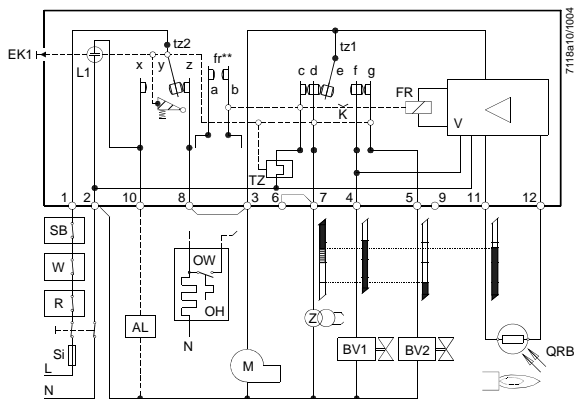 7118a10/1004
EK1
L1
tz2
x y z
fr**
a b
tz1
c d e f g
FR
V
K
TZ
1 2 10 8 3 6 7 4 5 9 11 12
SB
W
R
Si
L
N
AL
OW
OH
N
M
Z
BV1
BV2
QRB